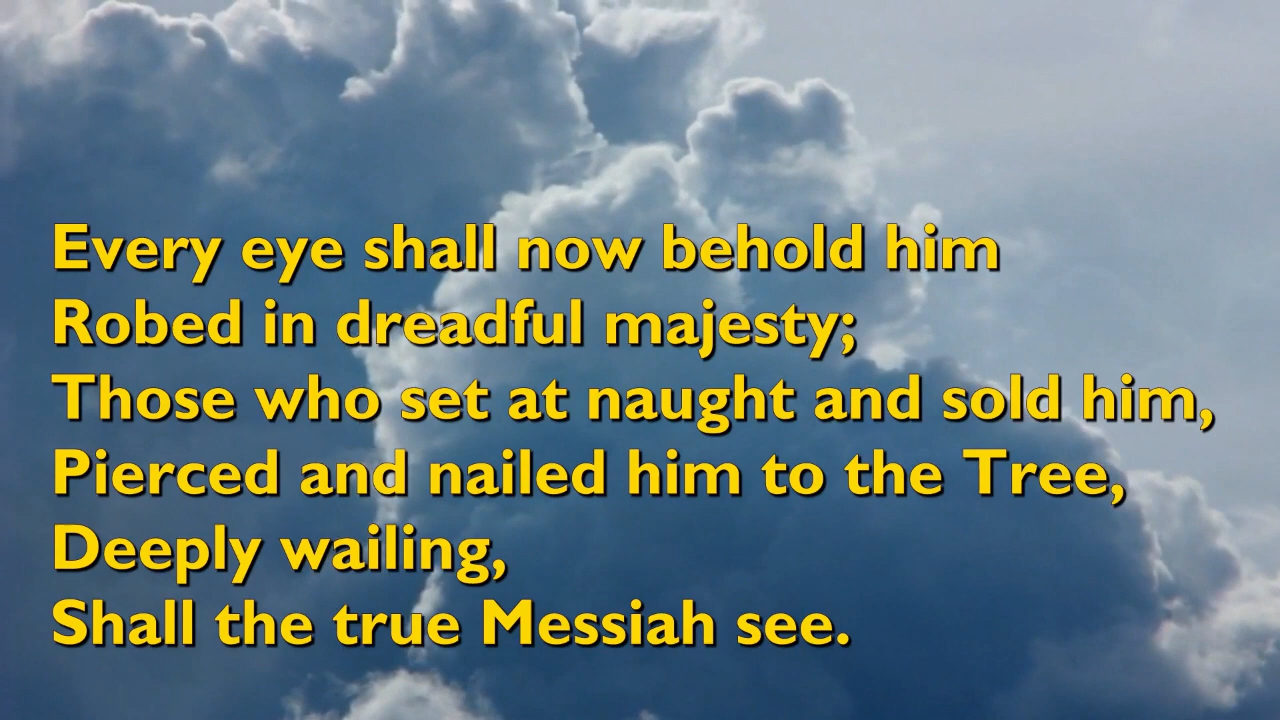 Every eye shall now behold him
Robed in dreadful majesty;
Those who set at naught and sold him,
Pierced and nailed him to the Tree,
Deeply wailing,
Shall the true Messiah see.